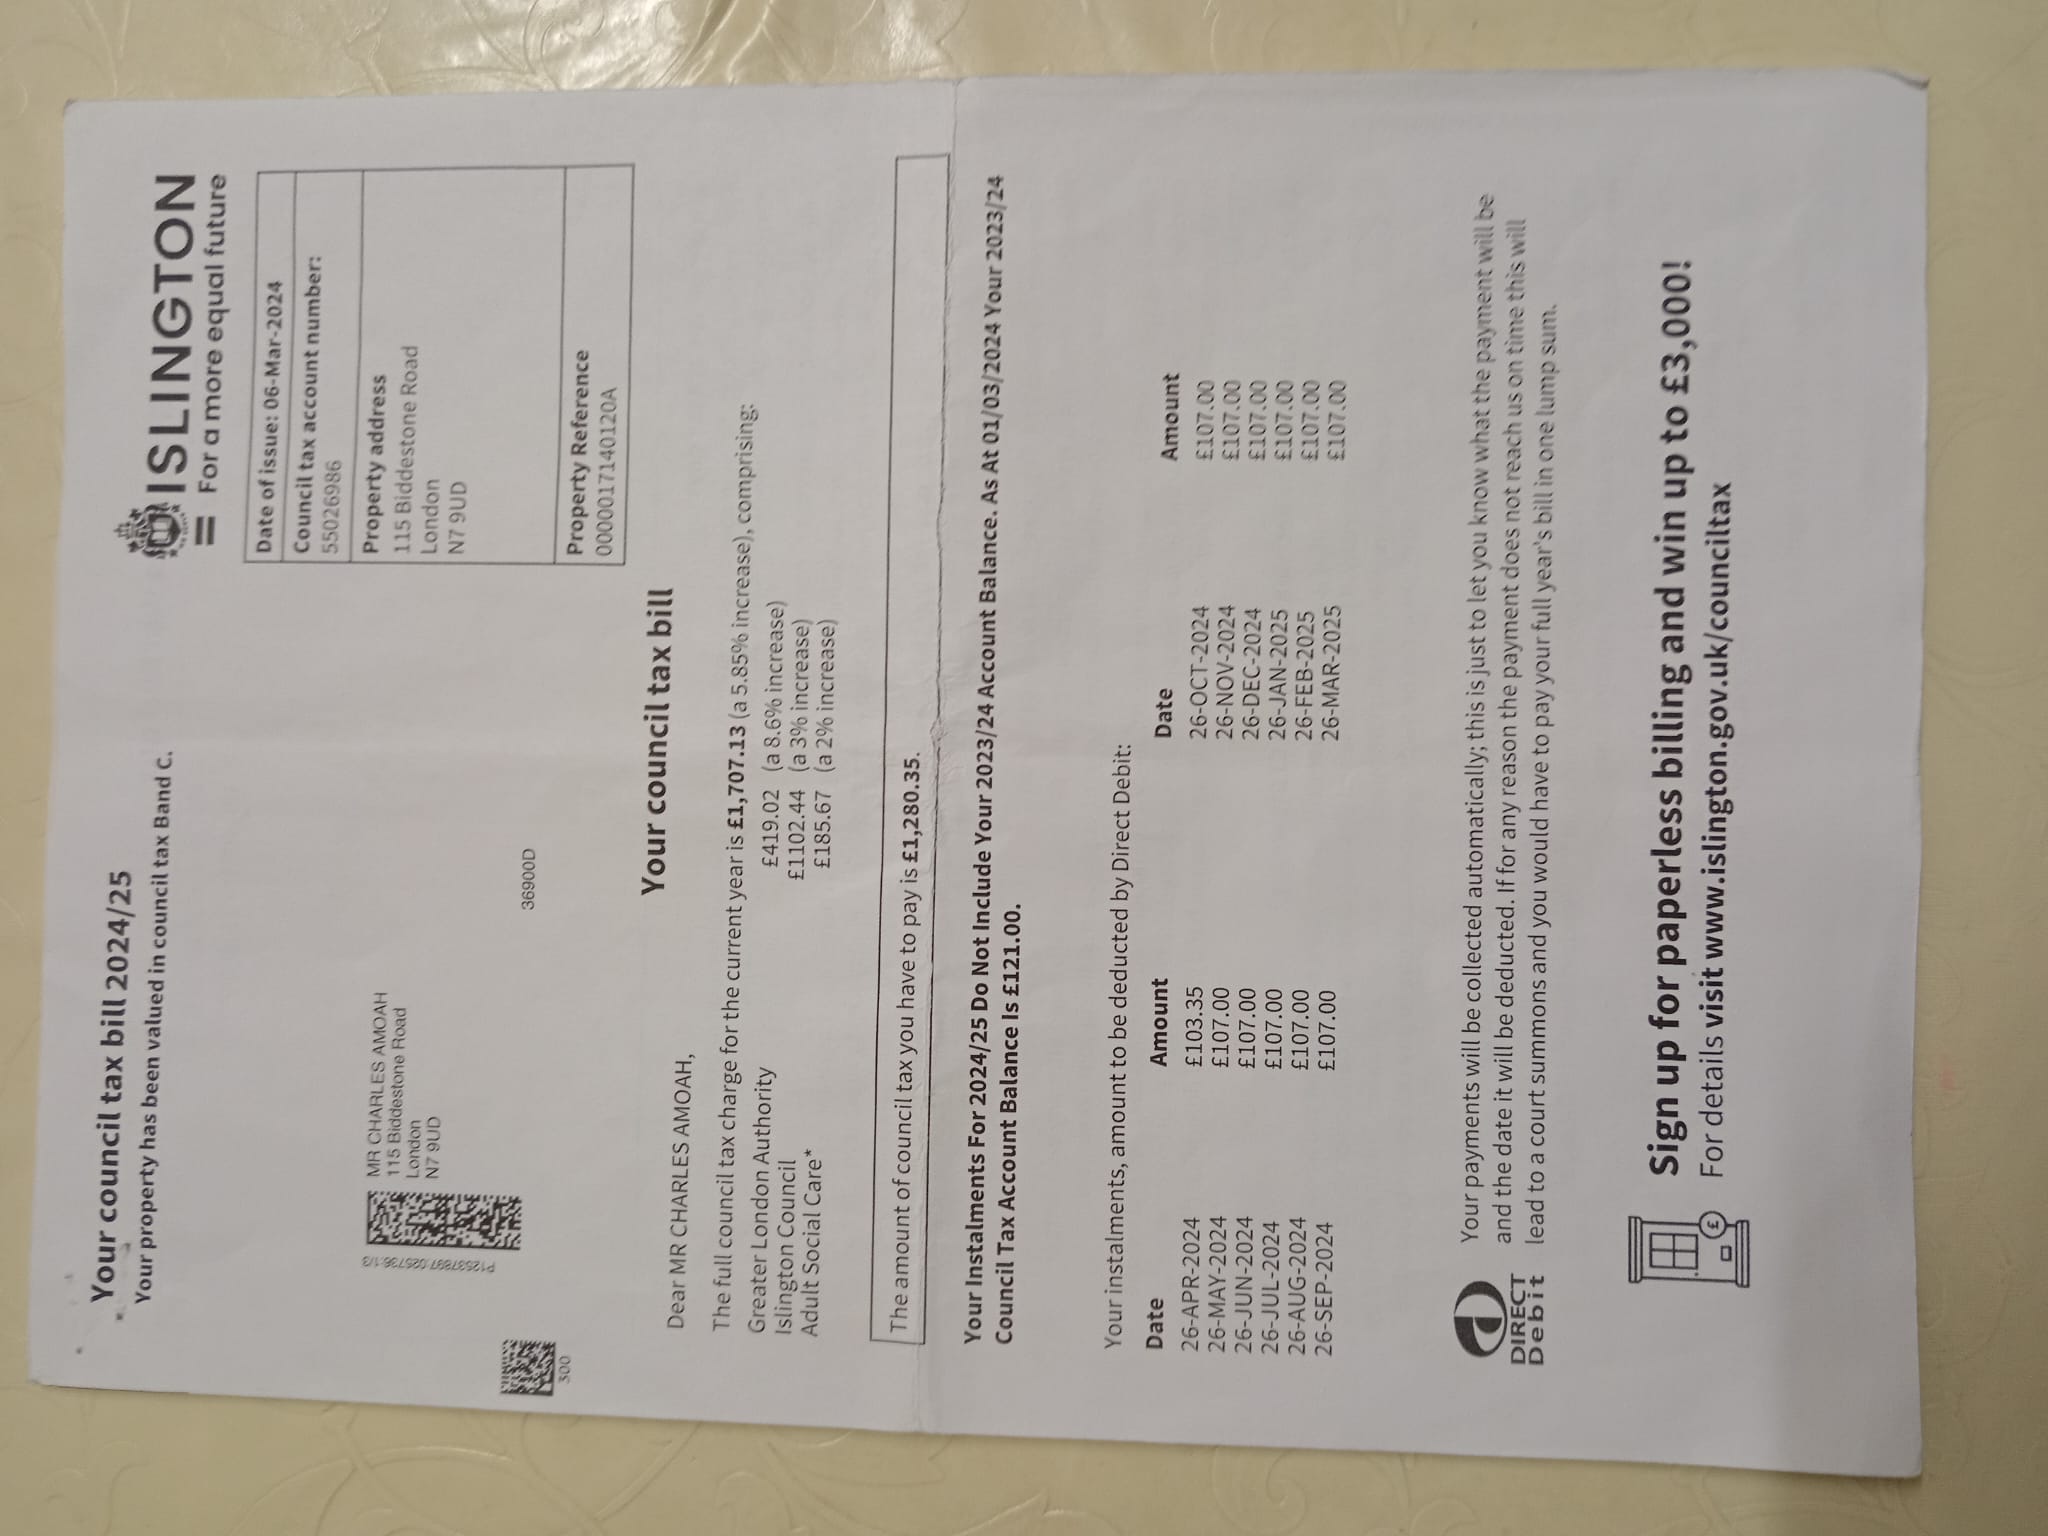 Your council tax bill 2024/25
Your property has been valued in council tax Band C.
ISLINGTON
For a more equal future
Date of issue: 06-Mar-2024
Council tax account number:
55026986
Property address
115 Biddestone Road
London
N7 9UD
Property Reference
00000171401 20A
P12537897:025736:1/3
MR CHARLES AMOAH
115 Biddestone Road
London
N7 9UD
36900D
300
Your council tax bill
Dear MR CHARLES AMOAH,
The full council tax charge for the current year is £1,707.13 (a 5.85% increase), comprising:
Greater London Authority £419.02 (a 8.6% increase)
Islington Council £1102.44 (a 3% increase)
Adult Social Care* £185.67 (a 2% increase)
The amount of council tax you have to pay is £1,280.35.
Your Instalments For 2024/25 Do Not Include Your 2023/24 Account Balance. As At 01/03/2024 Your 2023/24
Council Tax Account Balance Is £121.00.
Your instalments, amount to be deducted by Direct Debit:
Date Amount Date Amount
26-APR-2024 £103.35 26-OCT-2024 £107.00
26-MAY-2024 £107.00 26-NOV-2024 £107.00
26-JUN-2024 £107.00 26-DEC-2024 £107.00
26-JUL-2024 £107.00 26-JAN-2025 £107.00
26-AUG-2024 £107.00 26-FEB-2025 £107.00
26-SEP-2024 £107.00 26-MAR-2025 £107.00
DIRECT
Debit
Your payments will be collected automatically; this is just to let you know what the payment will be
and the date it will be deducted. If for any reason the payment does not reach us on time this will
lead to a court summons and you would have to pay your full year's bill in one lump sum.
£
Sign up for paperless billing and win up to £3,000!
For details visit www.islington.gov.uk/counciltax